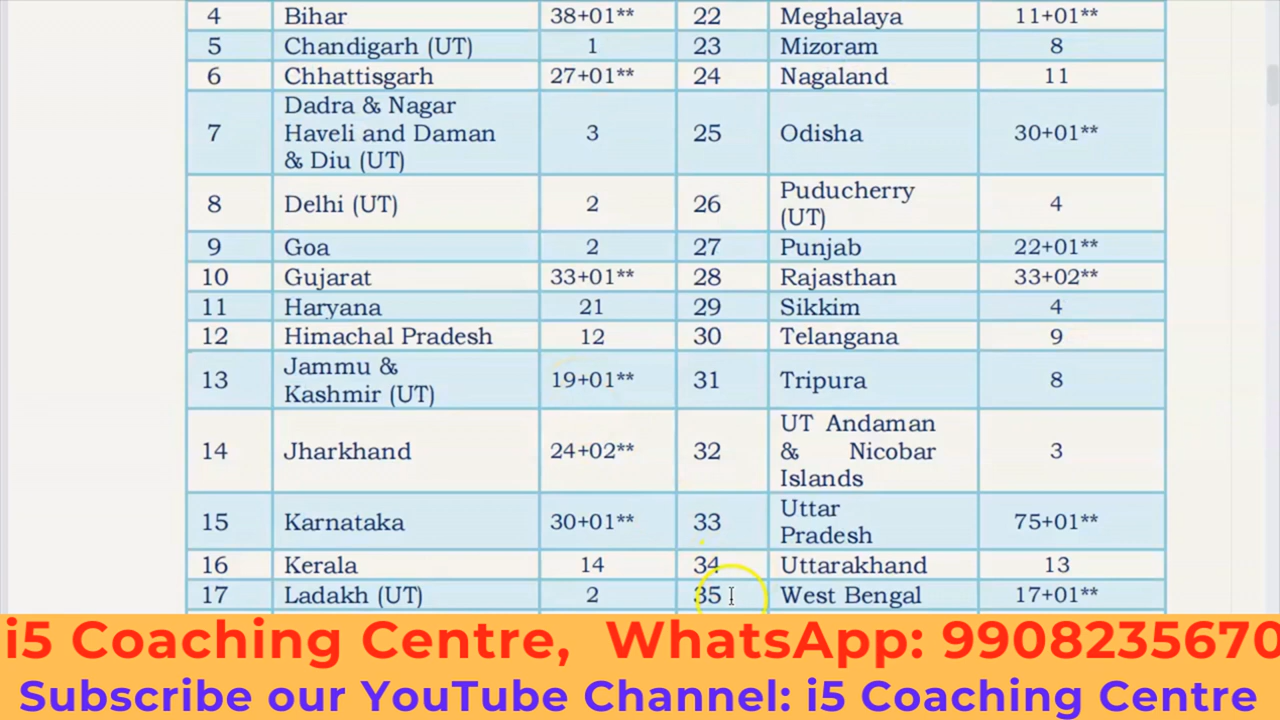 4 Bihar 38+01** 22 Meghalaya 11+01**
5 Chandigarh (UT) 1 23 Mizoram 8
6 Chhattisgarh 27+01** 24 Nagaland 11
7 Dadra & Nagar
Haveli and Daman
& Diu (UT) 3 25 Odisha 30+01**
8 Delhi (UT) 2 26 Puducherry
(UT) 4
9 Goa 2 27 Punjab 22+01**
10 Gujarat 33+01** 28 Rajasthan 33+02**
11 Haryana 21 29 Sikkim 4
12 Himachal Pradesh 12 30 Telangana 9
13 Jammu &
Kashmir (UT) 19+01** 31 Tripura 8
14 Jharkhand 24+02** 32 UT Andaman
& Nicobar
Islands 3
15 Karnataka 30+01** 33 Uttar
Pradesh 75+01**
16 Kerala 14 34 Uttarakhand 13
17 Ladakh (UT) 2 35 West Bengal 17+01**
i5 Coaching Centre, WhatsApp: 9908235670
Subscribe our YouTube Channel: i5 Coaching Centre